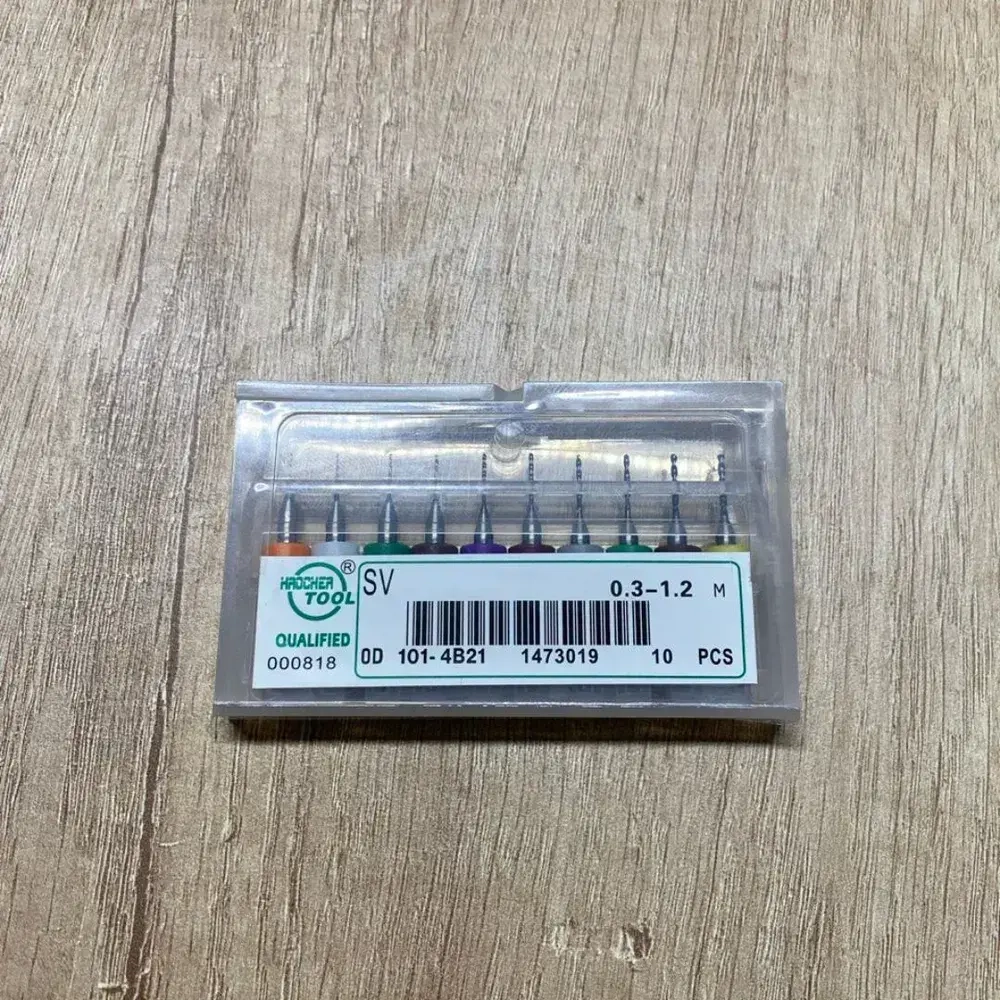 HAOCHER ®
TOOL
QUALIFIED
000818
SV 0.3-1.2 M
0D 101-4B21 1473019 10 PCS